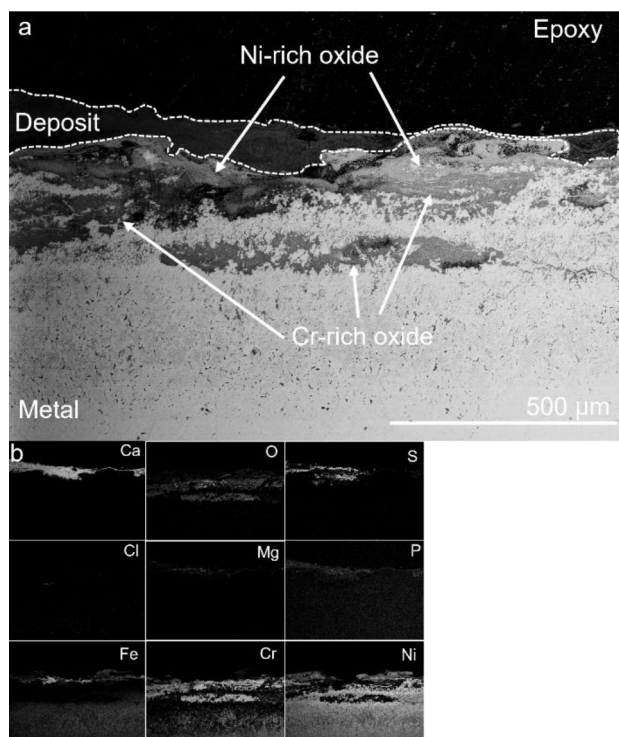 a
Epoxy
Ni-rich oxide
Deposit
Cr-rich oxide
500 µm
Metal
b
Ca
O
S
Cl
Mg
P
Fe
Cr
Ni